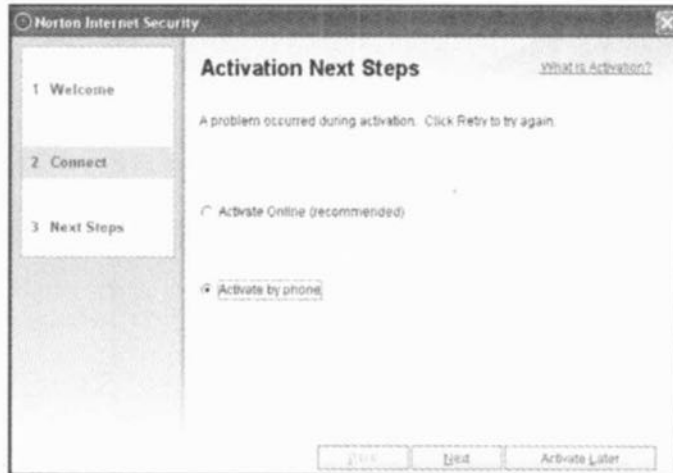 Norton Internet Security
Activation Next Steps
What is Activation?
1 Welcome
A problem occurred during activation. Click Retry to try again.
2 Connect
Activate Online (recommended)
3 Next Steps
Activate by phone
Next
Activate Later